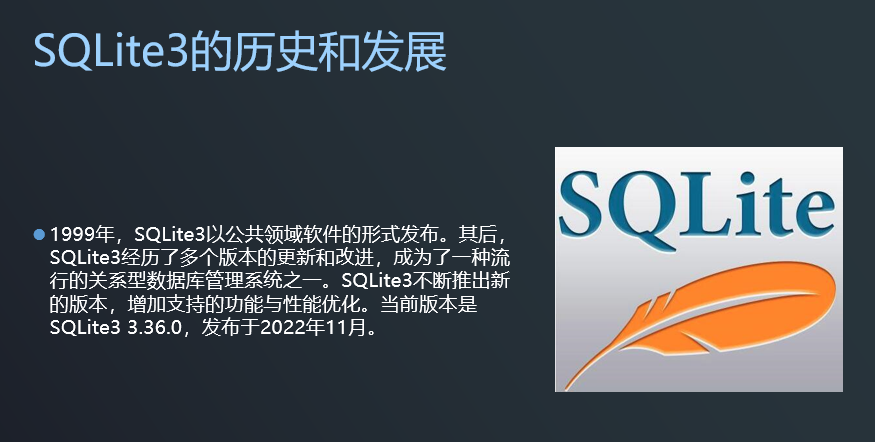 SQLite3的历史和发展
1999年，SQLite3以公共领域软件的形式发布。其后，
SQLite3经历了多个版本的更新和改进，成为了一种流
行的关系型数据库管理系统之一。SQLite3不断推出新
的版本，增加支持的功能与性能优化。当前版本是
SQLite3 3.36.0，发布于2022年11月。
SQLite